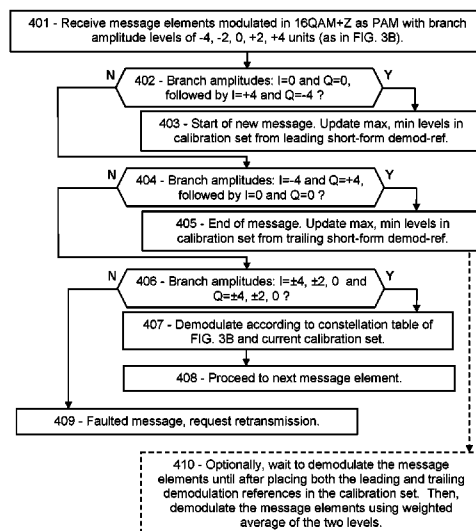 401 - Receive message elements modulated in 16QAM+Z as PAM with branch
amplitude levels of -4, -2, 0, +2, +4 units (as in FIG. 3B).
N
402 - Branch amplitudes: I=0 and Q=0,
followed by I=+4 and Q=-4 ?
Y
403 - Start of new message. Update max, min levels in
calibration set from leading short-form demod-ref.
N
404 - Branch amplitudes: I=-4 and Q=+4,
followed by I=0 and Q=0 ?
Y
405 - End of message. Update max, min levels in
calibration set from trailing short-form demod-ref.
N
406 - Branch amplitudes: I=±4, ±2, 0 and
Q=±4, ±2, 0 ?
Y
407 - Demodulate according to constellation table of
FIG. 3B and current calibration set.
408 - Proceed to next message element.
409 - Faulted message, request retransmission.
410 - Optionally, wait to demodulate the message
elements until after placing both the leading and trailing
demodulation references in the calibration set. Then,
demodulate the message elements using weighted
average of the two levels.